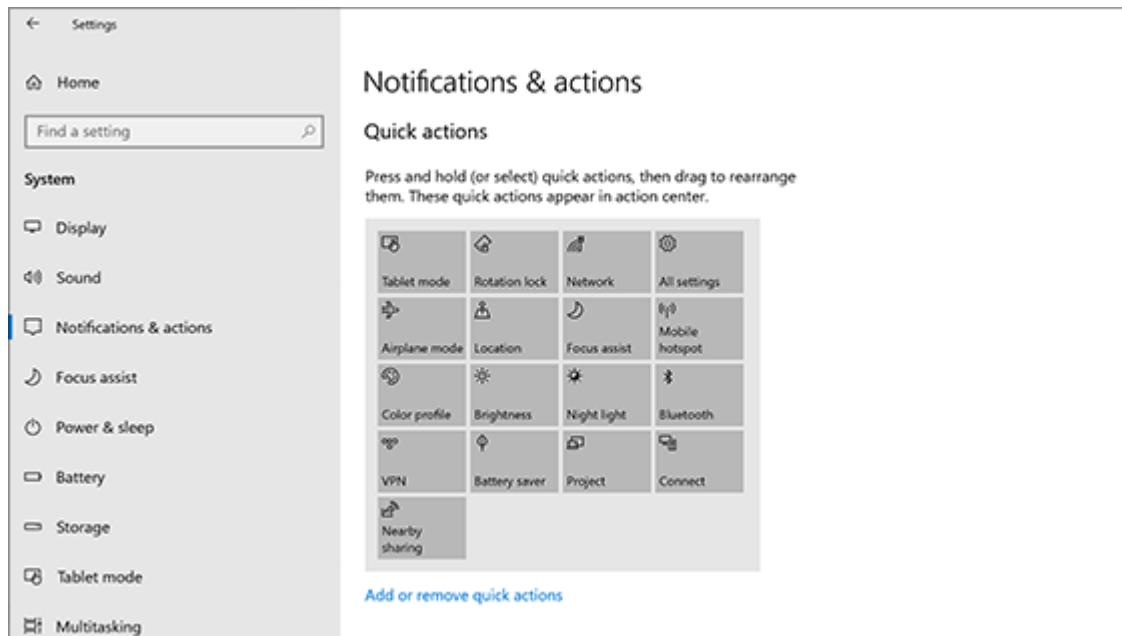 Settings
Home
Find a setting
System
Display
Sound
Notifications & actions
Focus assist
Power & sleep
Battery
Storage
Tablet mode
Multitasking
Notifications & actions
Quick actions
Press and hold (or select) quick actions, then drag to rearrange
them. These quick actions appear in action center.
Tablet mode
Rotation lock
Network
All settings
Airplane mode
Location
Focus assist
Mobile
hotspot
Color profile
Brightness
Night light
Bluetooth
VPN
Battery saver
Project
Connect
Nearby
sharing
Add or remove quick actions